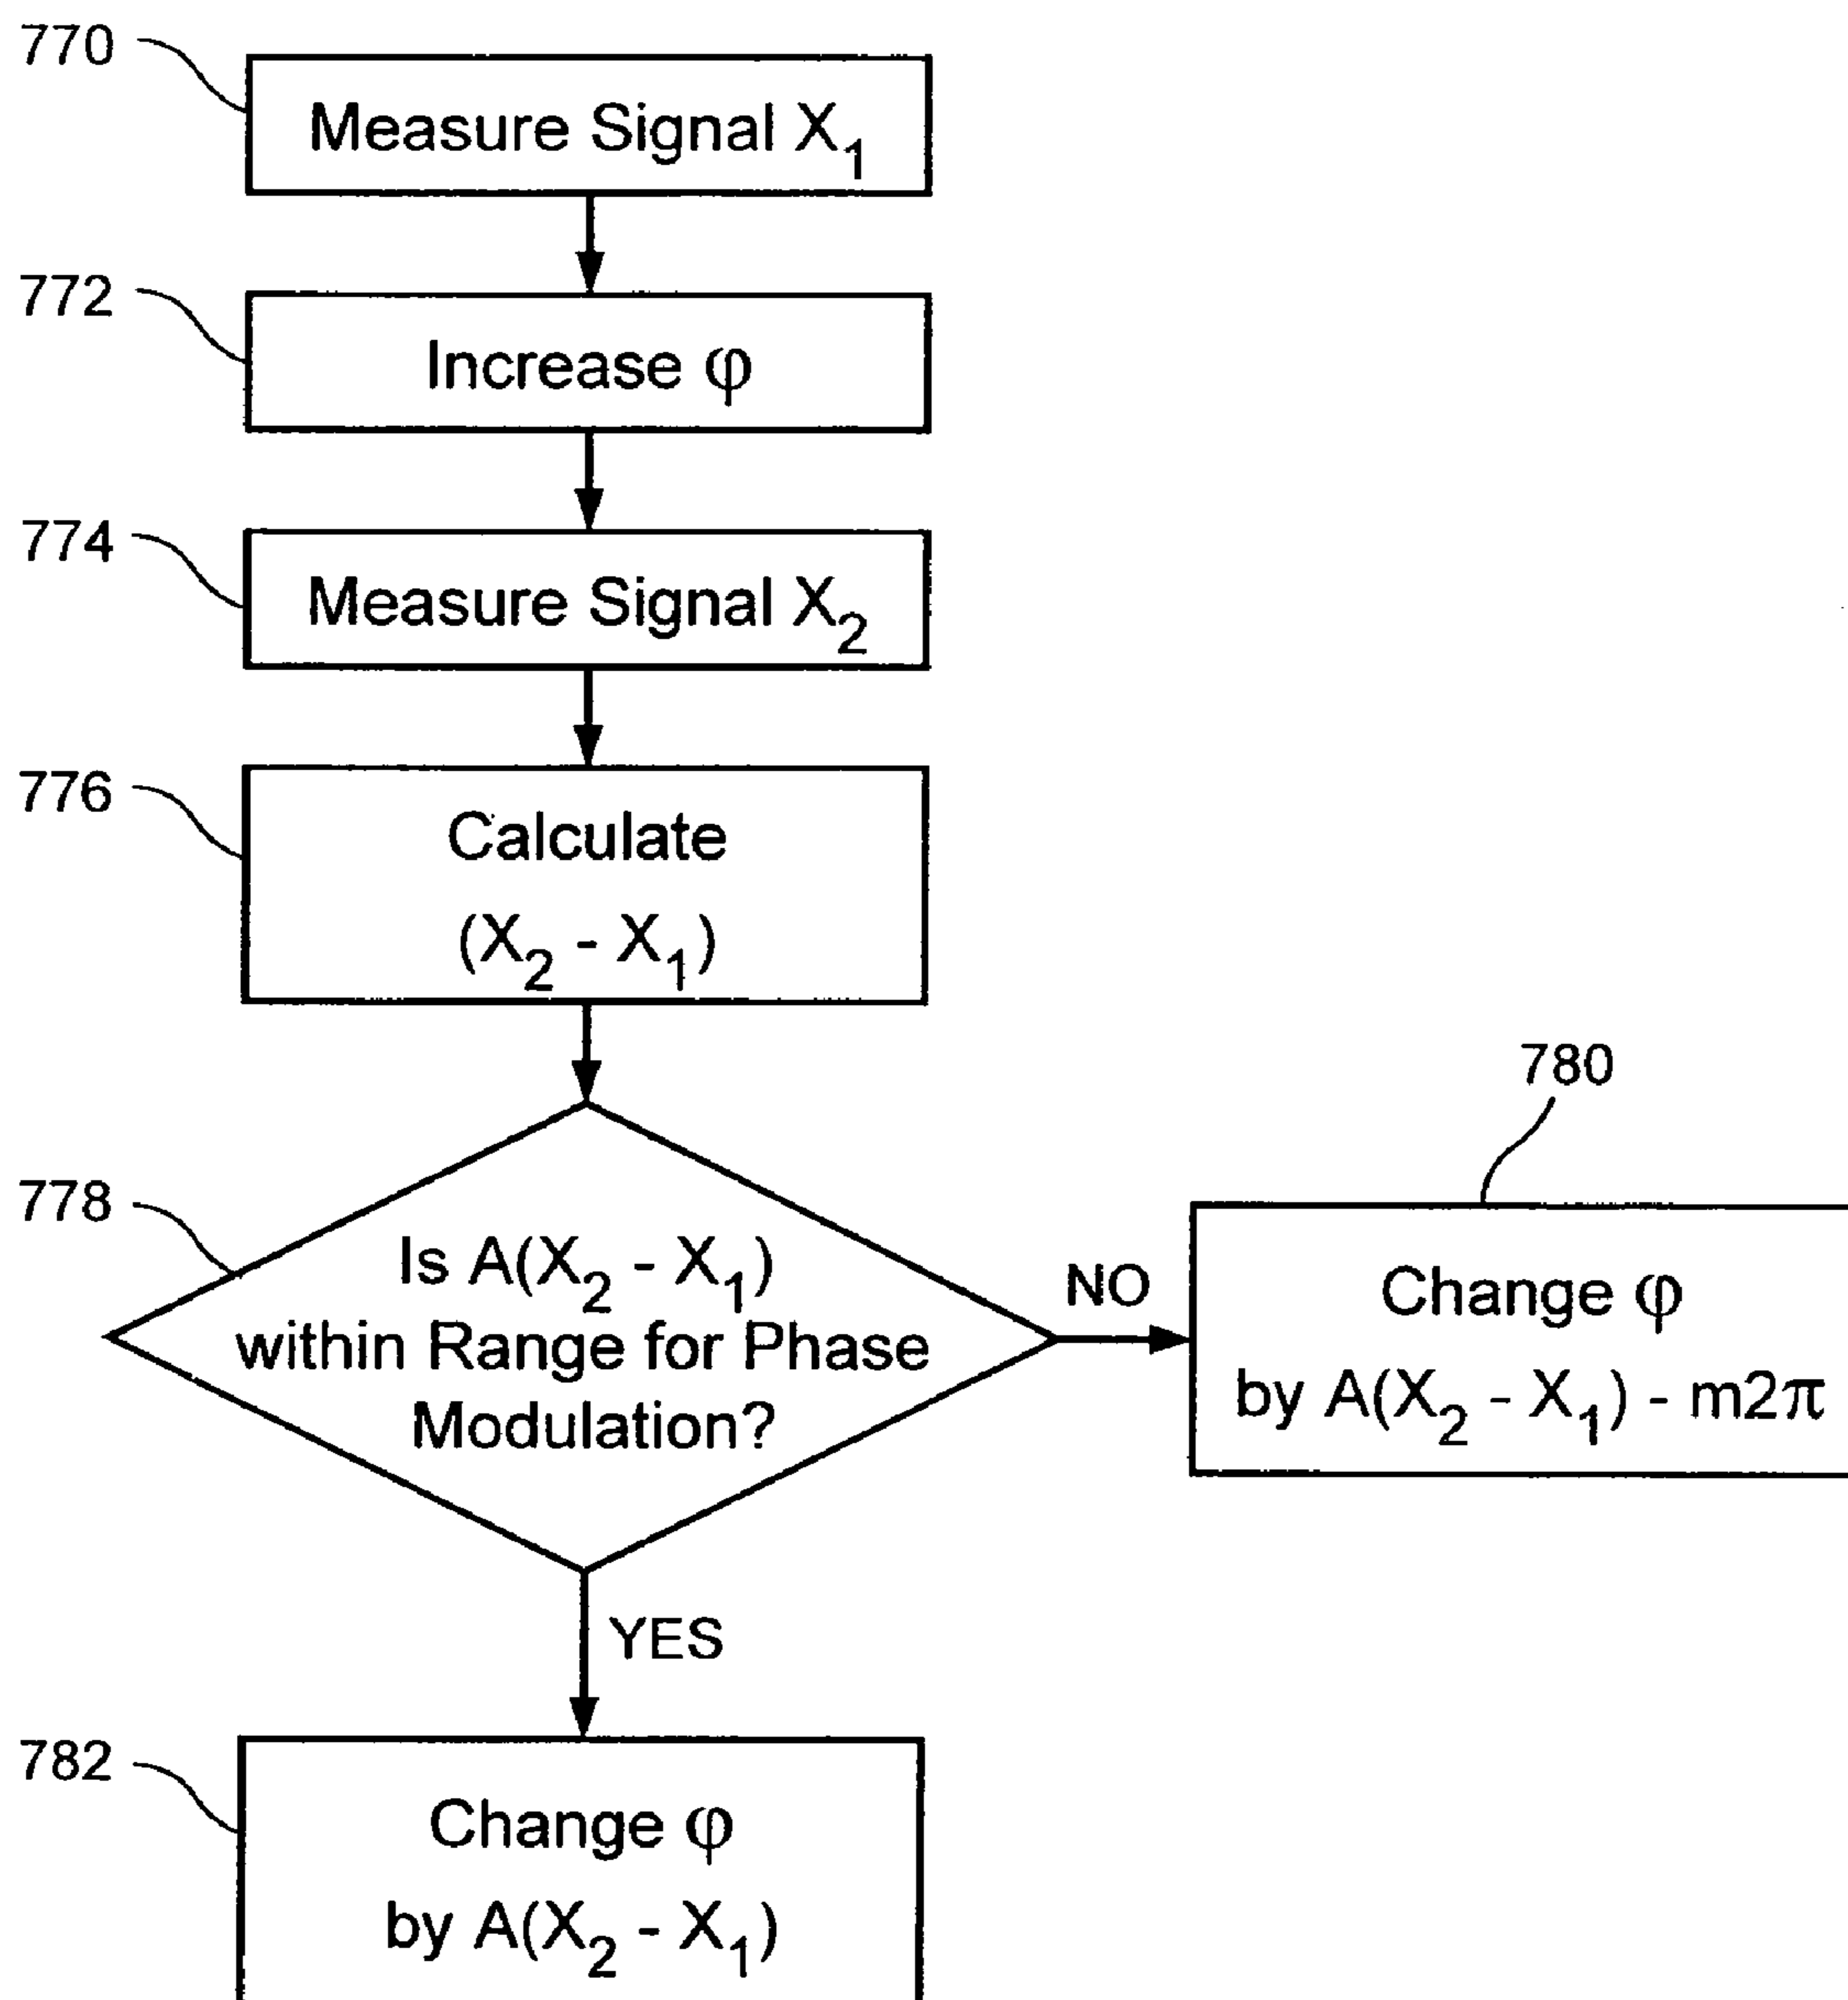 770
Measure Signal X₁
772
Increase φ
774
Measure Signal X₂
776
Calculate
(X₂ - X₁)
778
Is A(X₂ - X₁)
within Range for Phase
Modulation?
NO
780
Change φ
by A(X₂ - X₁) - m2π
YES
782
Change φ
by A(X₂ - X₁)